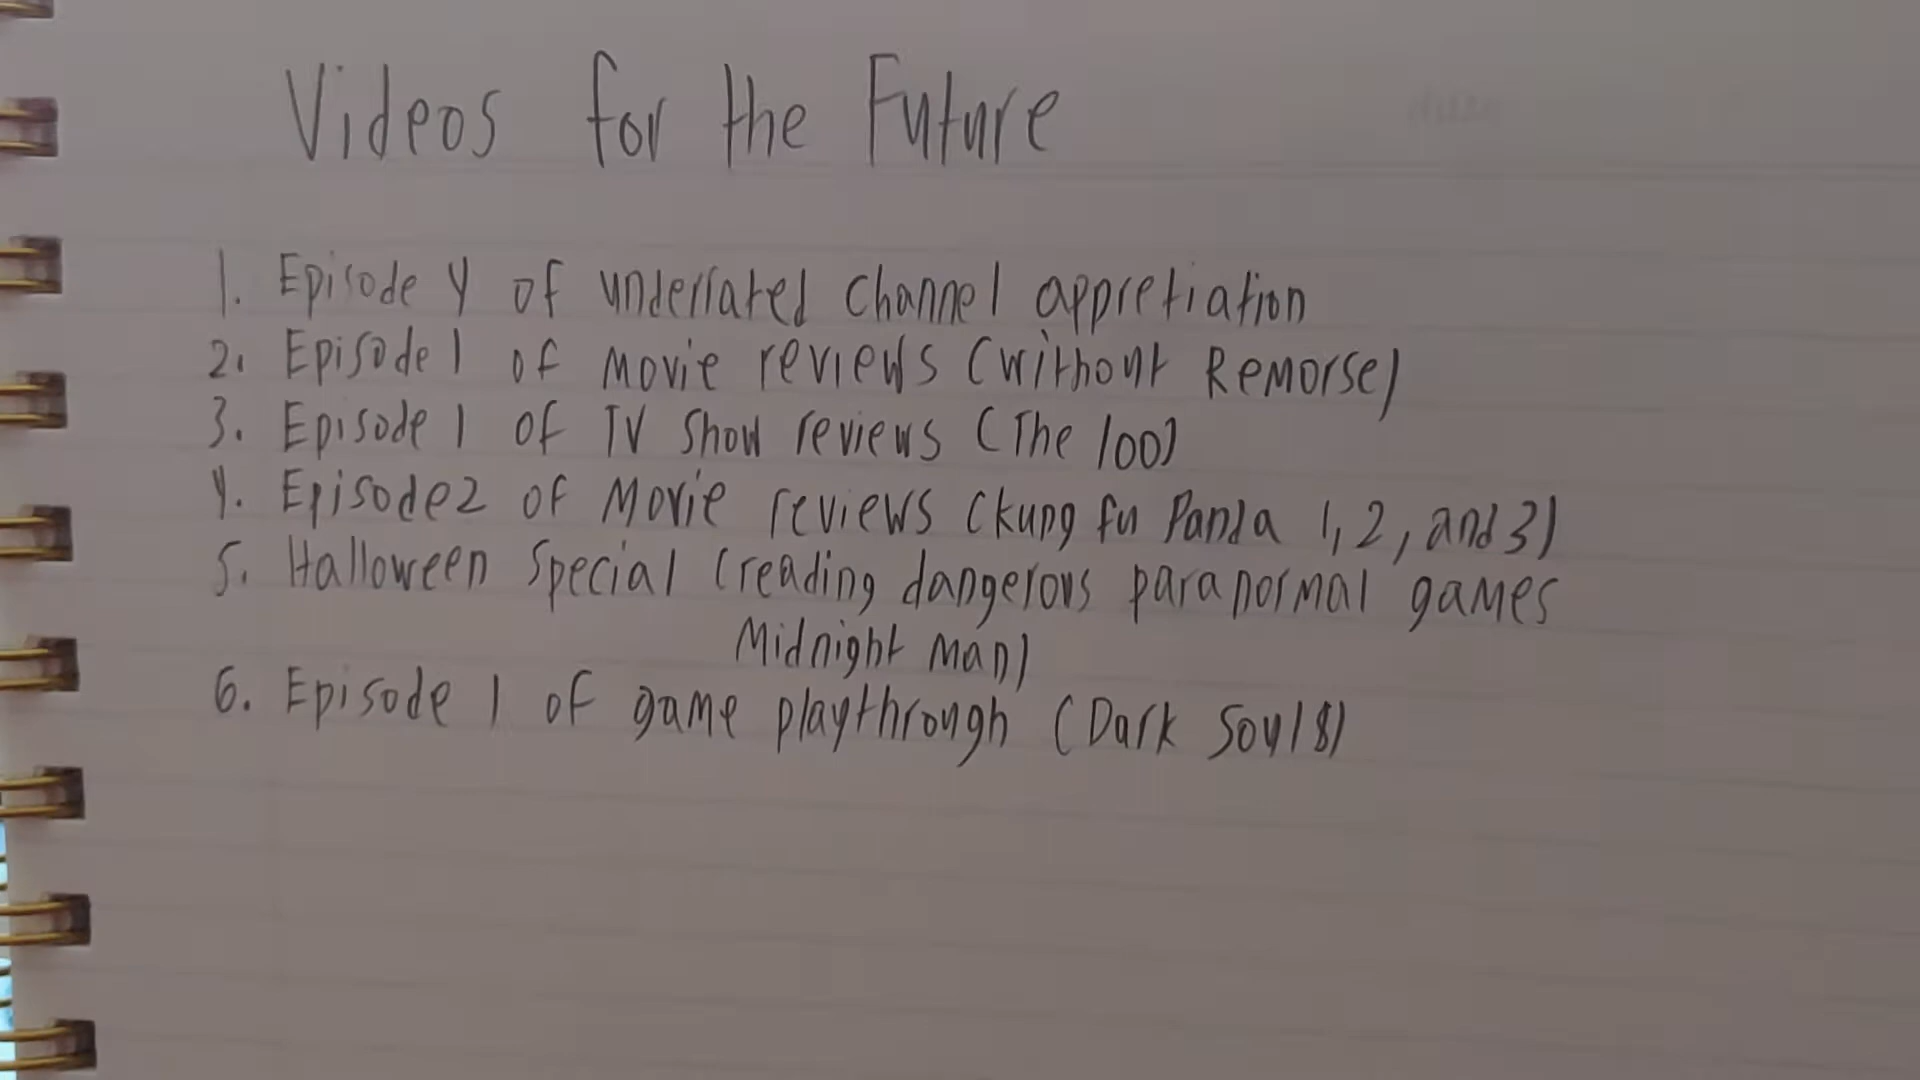 Videos for the Future
1. Episode 4 of underrated channel appretiation
2. Episode 1 of movie reviews (without Remorse)
3. Episode 1 of TV Show reviews (The 100)
4. Episode 2 of Movie reviews (kung fu Panda 1, 2, and 3)
5. Halloween Special (reading dangerous paranormal games
Midnight Man)
6. Episode 1 of game playthrough (Dark Souls)